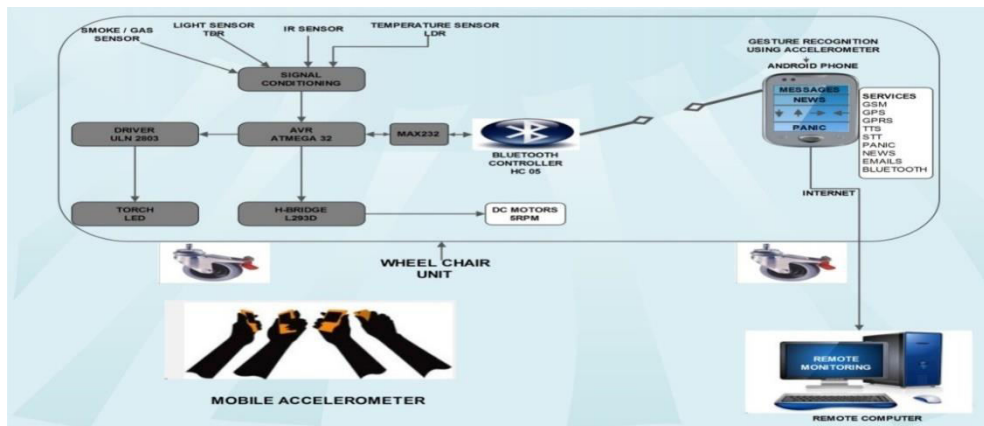 SMOKE / GAS
SENSOR
LIGHT SENSOR
TBR
IR SENSOR
TEMPERATURE SENSOR
LDR
SIGNAL
CONDITIONING
DRIVER
ULN 2803
AVR
ATMEGA 32
MAX232
BLUETOOTH
CONTROLLER
HC 05
TORCH
LED
H-BRIDGE
L293D
DC MOTORS
5RPM
GESTURE RECOGNITION
USING ACCELEROMETER
ANDROID PHONE
MESSAGES
NEWS
PANIC
SERVICES
GSM
GPS
GPRS
TTS
STT
PANIC
NEWS
EMAILS
BLUETOOTH
INTERNET
WHEEL CHAIR
UNIT
MOBILE ACCELEROMETER
REMOTE
MONITORING
REMOTE COMPUTER